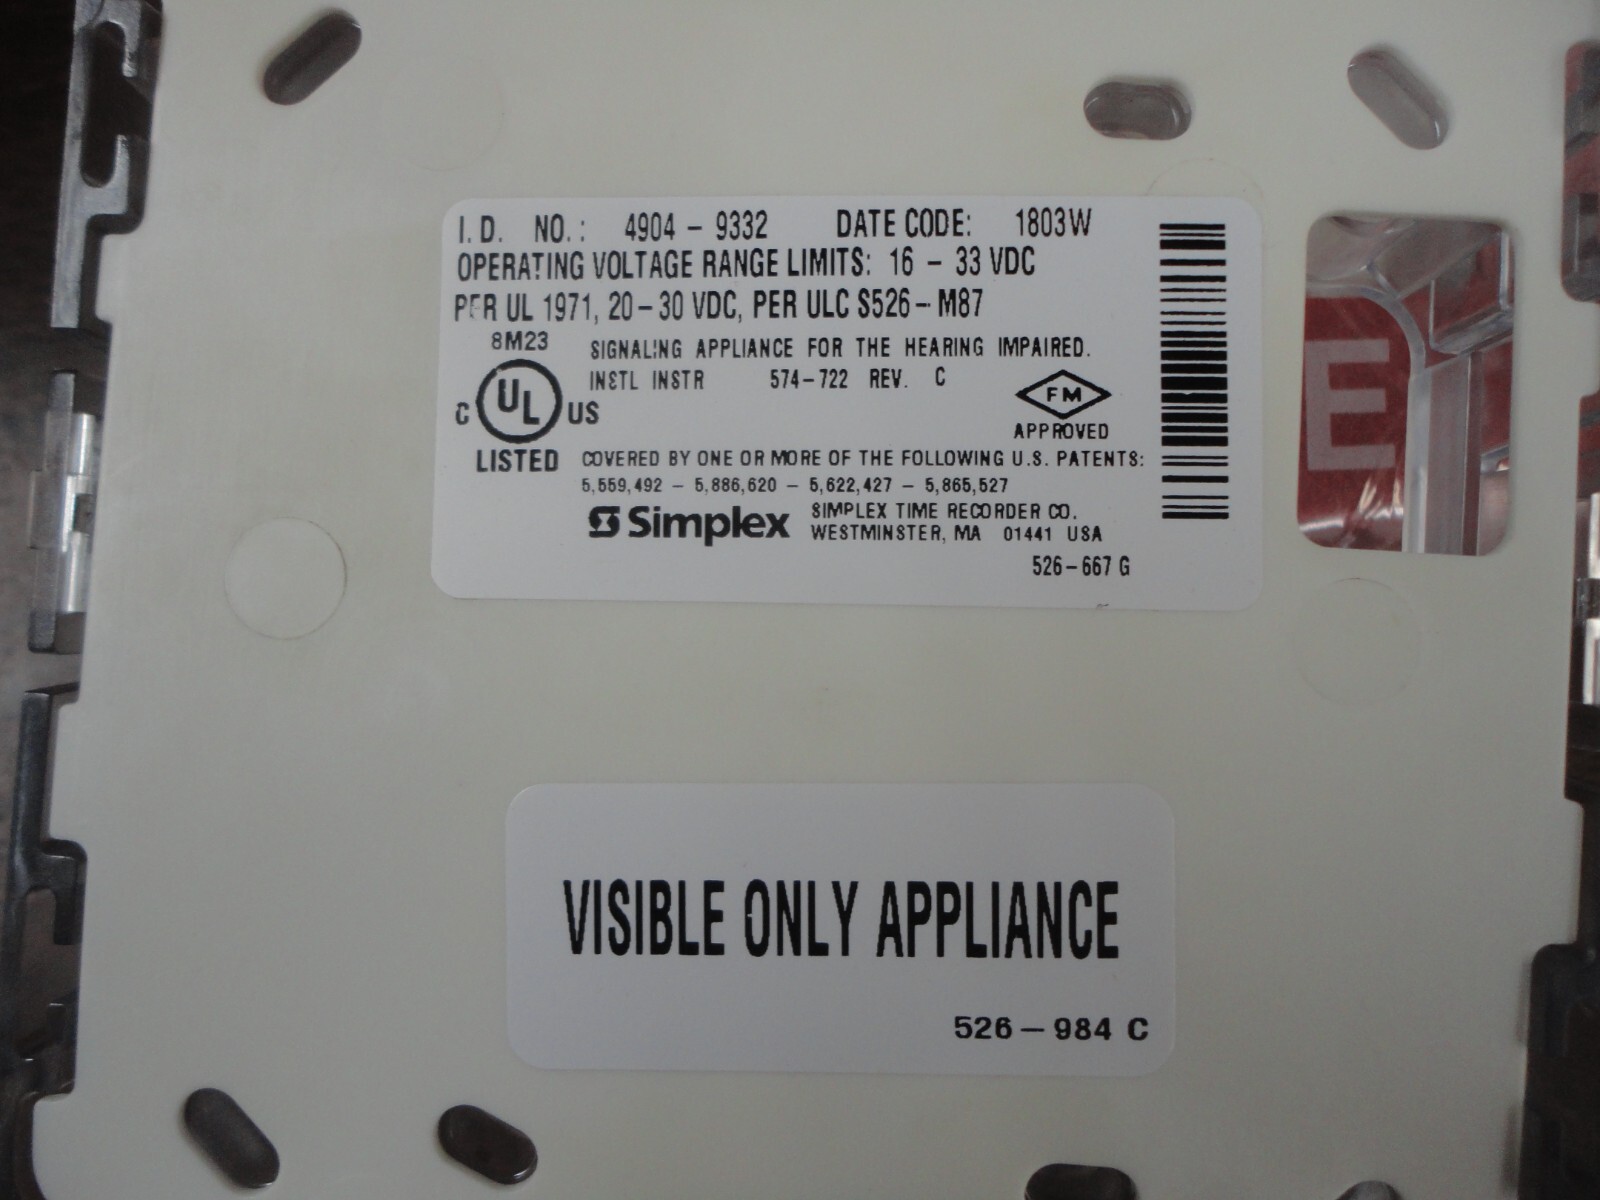 I.D. NO.: 4904-9332 DATE CODE: 1803W
OPERATING VOLTAGE RANGE LIMITS: 16 - 33 VDC
PER UL 1971, 20-30 VDC, PER ULC S526-M87
8M23
SIGNALING APPLIANCE FOR THE HEARING IMPAIRED.
INSTL INSTR 574-722 REV. C
C UL US
LISTED
FM
APPROVED
COVERED BY ONE OR MORE OF THE FOLLOWING U.S. PATENTS:
5,559,492 - 5,886,620 - 5,622,427 - 5,865,527
Simplex
SIMPLEX TIME RECORDER CO.
WESTMINSTER, MA 01441 USA
526-667 G
E
VISIBLE ONLY APPLIANCE
526-984 C